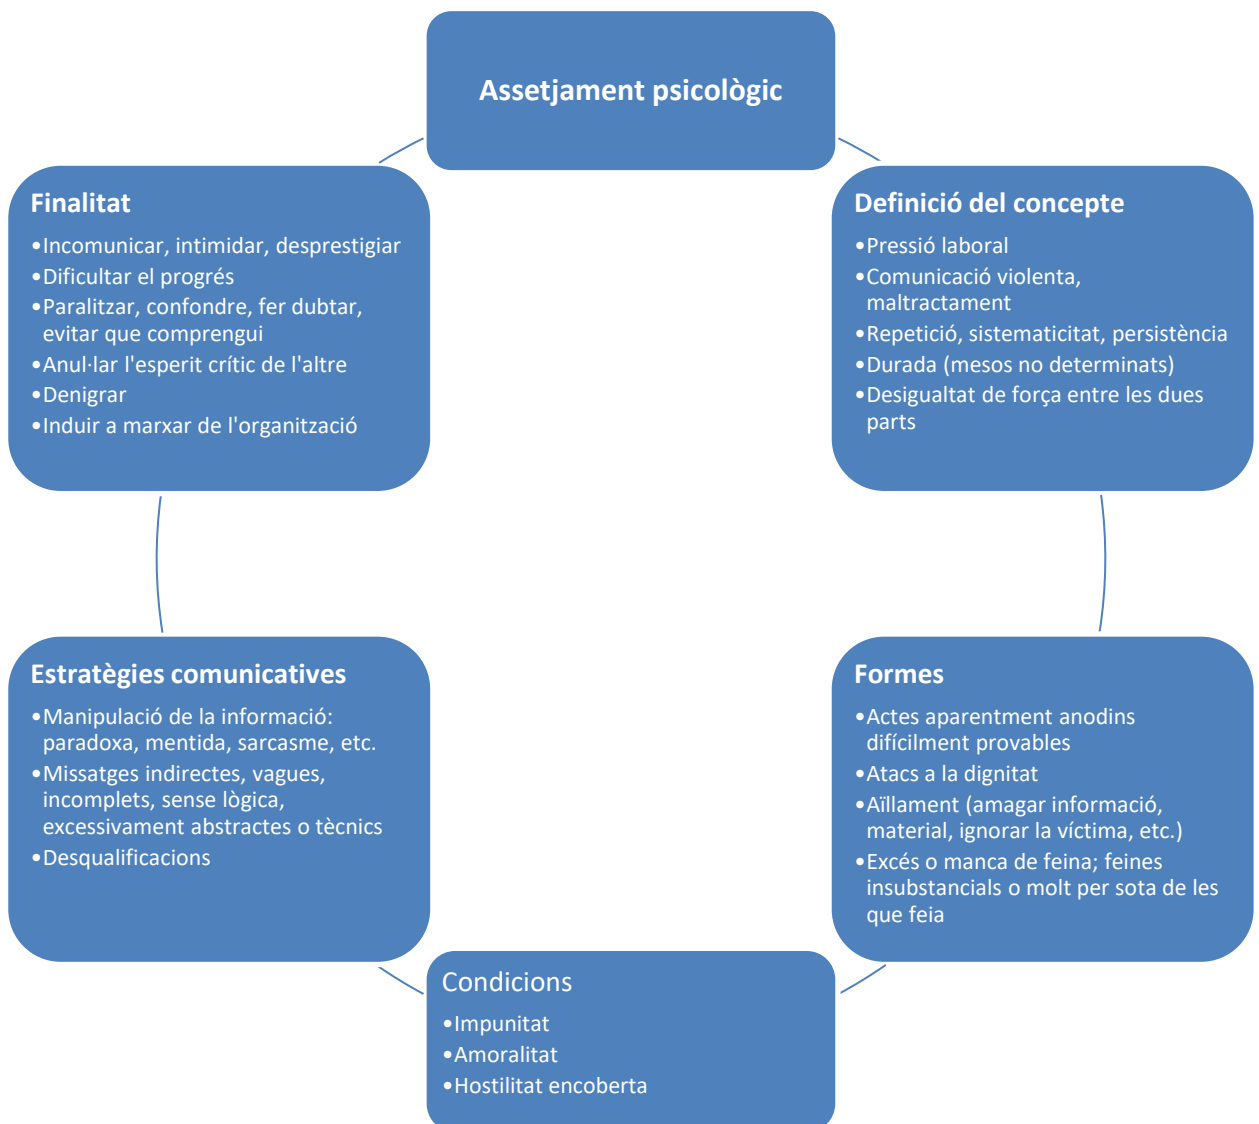 Assetjament psicològic
Definició del concepte
•Pressió laboral
•Comunicació violenta,
maltractament
•Repetició, sistematicitat, persistència
•Durada (mesos no determinats)
•Desigualtat de força entre les dues
parts
Formes
•Actes aparentment anodins
difícilment provables
•Atacs a la dignitat
•Aïllament (amagar informació,
material, ignorar la víctima, etc.)
•Excés o manca de feina; feines
insubstancials o molt per sota de les
que feia
Condicions
•Impunitat
•Amoralitat
•Hostilitat encoberta
Estratègies comunicatives
•Manipulació de la informació:
paradoxa, mentida, sarcasme, etc.
•Missatges indirectes, vagues,
incomplets, sense lògica,
excessivament abstractes o tècnics
•Desqualificacions
Finalitat
•Incomunicar, intimidar, desprestigiar
•Dificultar el progrés
•Paralitzar, confondre, fer dubtar,
evitar que comprengui
•Anul·lar l'esperit crític de l'altre
•Denigrar
•Induir a marxar de l'organització